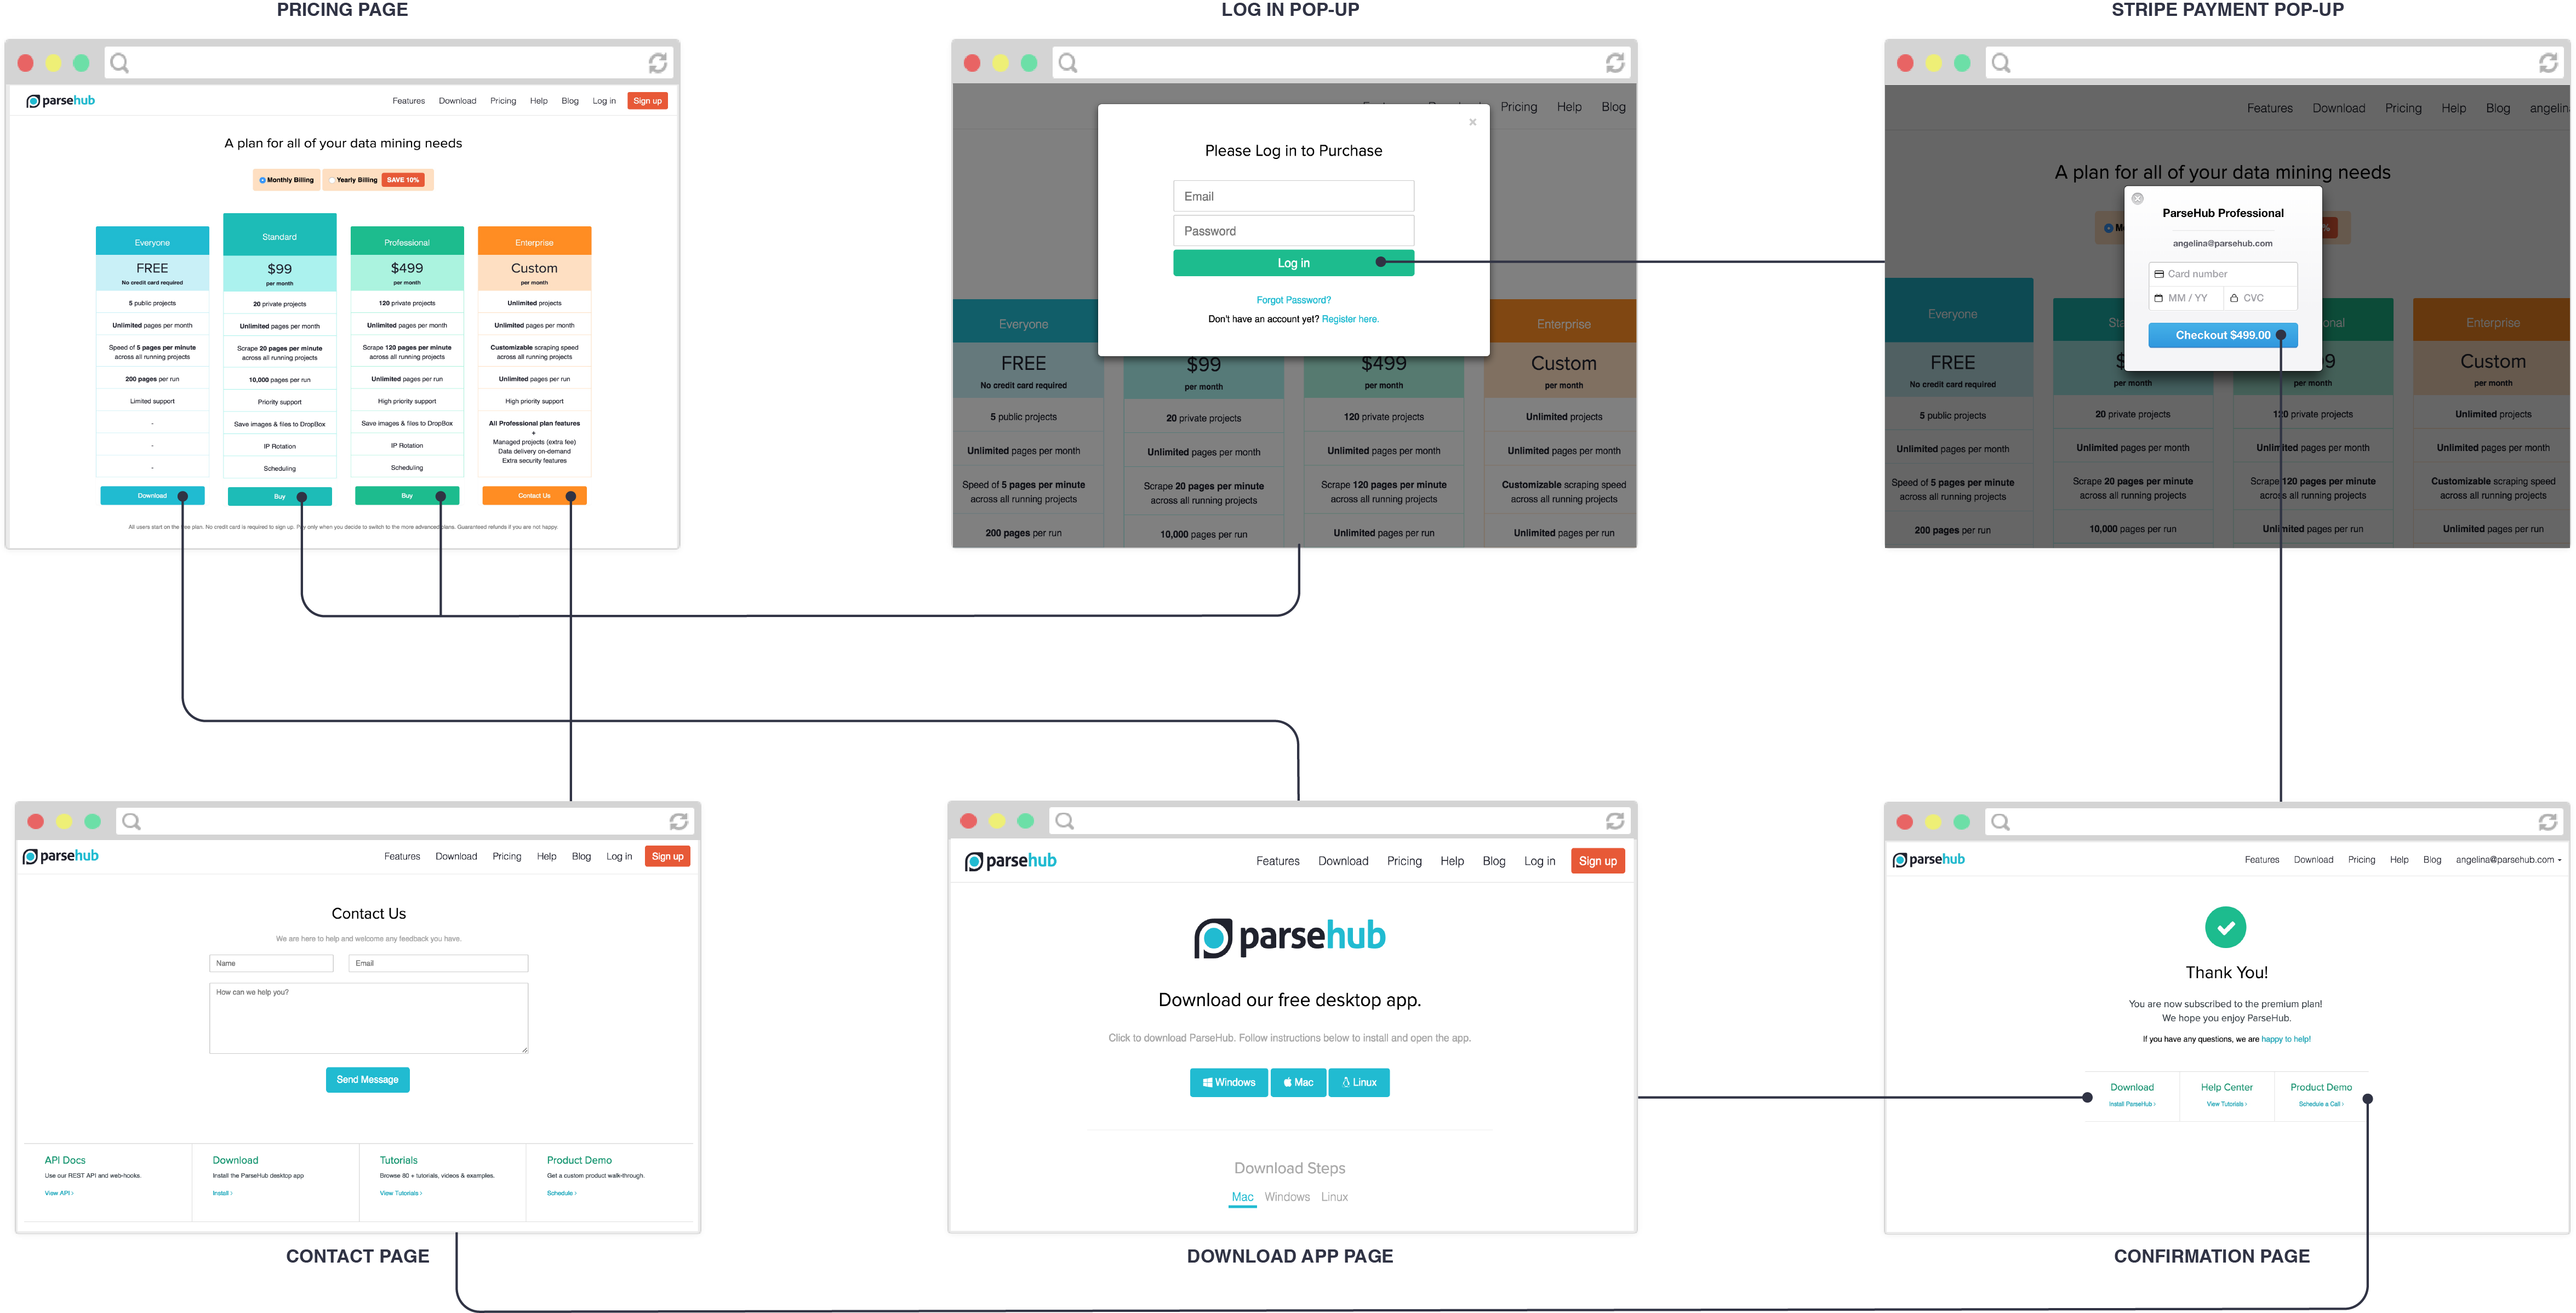 PRICING PAGE
parsehub
Features Download Pricing Help Blog Log in Sign up
A plan for all of your data mining needs
Monthly Billing Yearly Billing SAVE 10%
Everyone
FREE
No credit card required
5 public projects
Unlimited pages per month
Speed of 5 pages per minute
across all running projects
200 pages per run
Limited support
-
-
-
Download
Standard
$99
per month
20 private projects
Unlimited pages per month
Scrape 20 pages per minute
across all running projects
10,000 pages per run
Priority support
Save images & files to DropBox
IP Rotation
Scheduling
Buy
Professional
$499
per month
120 private projects
Unlimited pages per month
Scrape 120 pages per minute
across all running projects
Unlimited pages per run
High priority support
Save images & files to DropBox
IP Rotation
Scheduling
Buy
Enterprise
Custom
per month
Unlimited projects
Unlimited pages per month
Customizable scraping speed
across all running projects
Unlimited pages per run
High priority support
All Professional plan features
+
Managed projects (extra fee)
Data delivery on-demand
Extra security features
Contact Us
All users start on the free plan. No credit card is required to sign up. Pay only when you decide to switch to the more advanced plans. Guaranteed refunds if you are not happy.
LOG IN POP-UP
Pricing Help Blog
×
Please Log in to Purchase
Email
Password
Log in
Forgot Password?
Don't have an account yet? Register here.
Everyone
FREE
No credit card required
5 public projects
Unlimited pages per month
Speed of 5 pages per minute
across all running projects
200 pages per run
$99
per month
20 private projects
Unlimited pages per month
Scrape 20 pages per minute
across all running projects
10,000 pages per run
$499
per month
120 private projects
Unlimited pages per month
Scrape 120 pages per minute
across all running projects
Unlimited pages per run
Enterprise
Custom
per month
Unlimited projects
Unlimited pages per month
Customizable scraping speed
across all running projects
Unlimited pages per run
STRIPE PAYMENT POP-UP
Features Download Pricing Help Blog angelin
A plan for all of your data mining needs
ParseHub Professional
angelina@parsehub.com
Card number
MM / YY CVC
Checkout $499.00
Everyone
FREE
No credit card required
5 public projects
Unlimited pages per month
Speed of 5 pages per minute
across all running projects
200 pages per run
per month
20 private projects
Unlimited pages per month
Scrape 20 pages per minute
across all running projects
10,000 pages per run
per month
120 private projects
Unlimited pages per month
Scrape 120 pages per minute
across all running projects
Unlimited pages per run
Enterprise
Custom
per month
Unlimited projects
Unlimited pages per month
Customizable scraping speed
across all running projects
Unlimited pages per run
parsehub
Features Download Pricing Help Blog Log in Sign up
Contact Us
We are here to help and welcome any feedback you have.
Name Email
How can we help you?
Send Message
API Docs
Use our REST API and web-hooks.
View API ›
Download
Install the ParseHub desktop app
Install ›
Tutorials
Browse 80 + tutorials, videos & examples.
View Tutorials ›
Product Demo
Get a custom product walk-through.
Schedule ›
CONTACT PAGE
parsehub
Features Download Pricing Help Blog Log in Sign up
parsehub
Download our free desktop app.
Click to download ParseHub. Follow instructions below to install and open the app.
Windows Mac Linux
Download Steps
Mac Windows Linux
DOWNLOAD APP PAGE
parsehub
Features Download Pricing Help Blog angelina@parsehub.com
Thank You!
You are now subscribed to the premium plan!
We hope you enjoy ParseHub.
If you have any questions, we are happy to help!
Download
Install ParseHub ›
Help Center
View Tutorials ›
Product Demo
Schedule a Call ›
CONFIRMATION PAGE